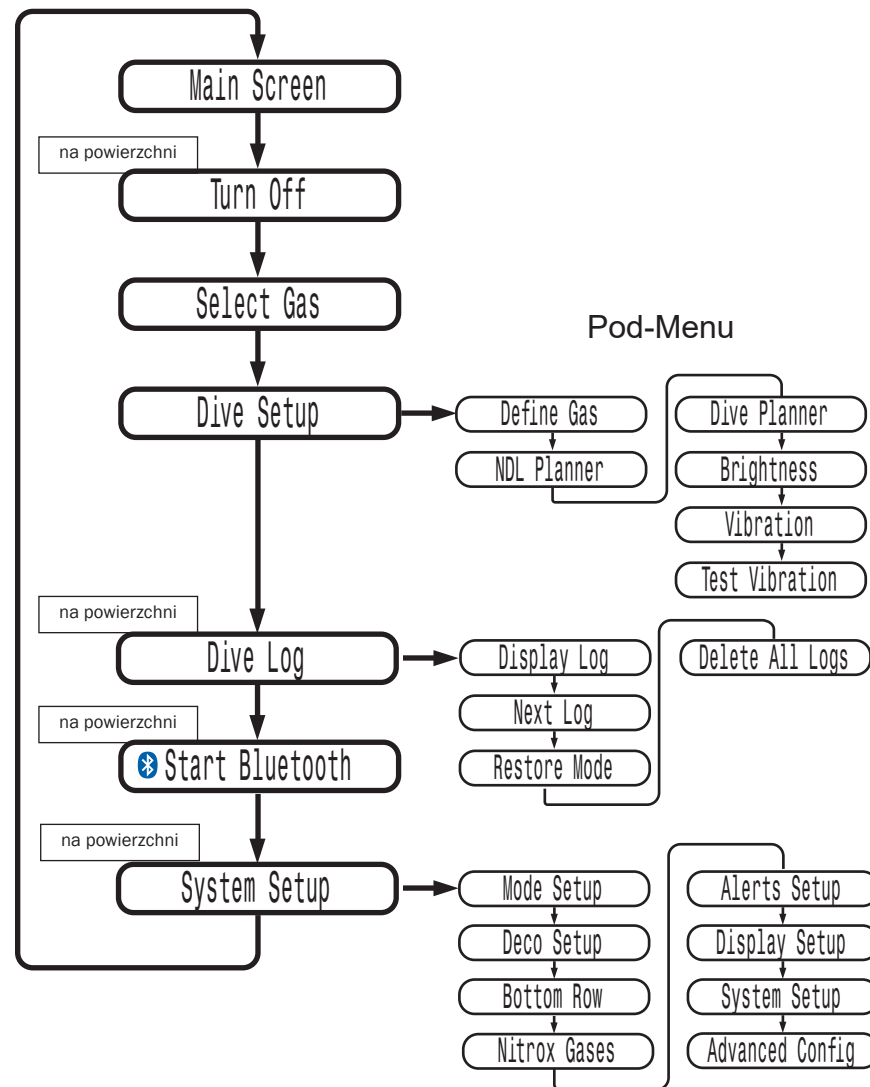 Main Screen
na powierzchni
Turn Off
Select Gas
Pod-Menu
Dive Setup
Define Gas
NDL Planner
Dive Planner
Brightness
Vibration
Test Vibration
na powierzchni
Dive Log
Display Log
Next Log
Restore Mode
Delete All Logs
na powierzchni
Start Bluetooth
na powierzchni
System Setup
Mode Setup
Deco Setup
Bottom Row
Nitrox Gases
Alerts Setup
Display Setup
System Setup
Advanced Config